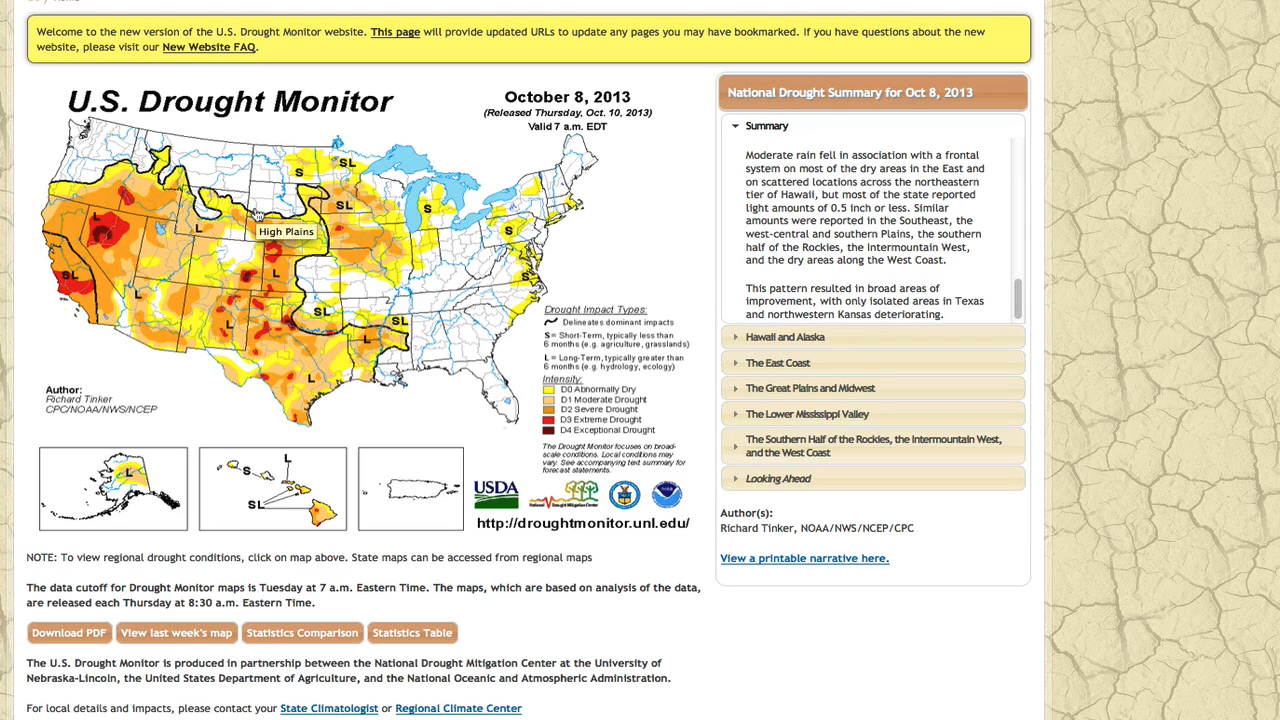 Welcome to the new version of the U.S. Drought Monitor website. This page will provide updated URLs to update any pages you may have bookmarked. If you have questions about the new
website, please visit our New Website FAQ.
U.S. Drought Monitor
October 8, 2013
(Released Thursday, Oct. 10, 2013)
Valid 7 a.m. EDT
S
SL
SL
S
L
L
High Plains
S
SL
L
S
L
SL
SL
L
L
L
Drought Impact Types:
Delineates dominant impacts
S = Short-Term, typically less than
6 months (e.g. agriculture, grasslands)
L = Long-Term, typically greater than
6 months (e.g. hydrology, ecology)
Intensity:
D0 Abnormally Dry
D1 Moderate Drought
D2 Severe Drought
D3 Extreme Drought
D4 Exceptional Drought
Author:
Richard Tinker
CPC/NOAA/NWS/NCEP
The Drought Monitor focuses on broad-
scale conditions. Local conditions may
vary. See accompanying text summary for
forecast statements.
L
S
L
SL
USDA
http://droughtmonitor.unl.edu/
NOTE: To view regional drought conditions, click on map above. State maps can be accessed from regional maps
The data cutoff for Drought Monitor maps is Tuesday at 7 a.m. Eastern Time. The maps, which are based on analysis of the data,
are released each Thursday at 8:30 a.m. Eastern Time.
Download PDF
View last week's map
Statistics Comparison
Statistics Table
The U.S. Drought Monitor is produced in partnership between the National Drought Mitigation Center at the University of
Nebraska-Lincoln, the United States Department of Agriculture, and the National Oceanic and Atmospheric Administration.
For local details and impacts, please contact your State Climatologist or Regional Climate Center
National Drought Summary for Oct 8, 2013
Summary
Moderate rain fell in association with a frontal
system on most of the dry areas in the East and
on scattered locations across the northeastern
tier of Hawaii, but most of the state reported
light amounts of 0.5 inch or less. Similar
amounts were reported in the Southeast, the
west-central and southern Plains, the southern
half of the Rockies, the Intermountain West,
and the dry areas along the West Coast.
This pattern resulted in broad areas of
improvement, with only isolated areas in Texas
and northwestern Kansas deteriorating.
Hawaii and Alaska
The East Coast
The Great Plains and Midwest
The Lower Mississippi Valley
The Southern Half of the Rockies, the Intermountain West,
and the West Coast
Looking Ahead
Author(s):
Richard Tinker, NOAA/NWS/NCEP/CPC
View a printable narrative here.